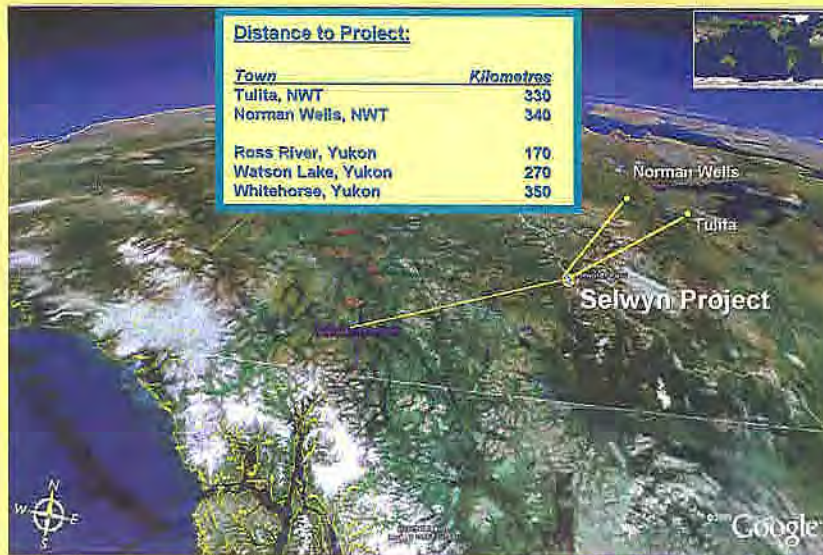 Distance to Project:
Town Kilometres
Tulita, NWT 330
Norman Wells, NWT 340
Ross River, Yukon 170
Watson Lake, Yukon 270
Whitehorse, Yukon 350
Norman Wells
Tulita
Selwyn Project
N
W E
S
Google